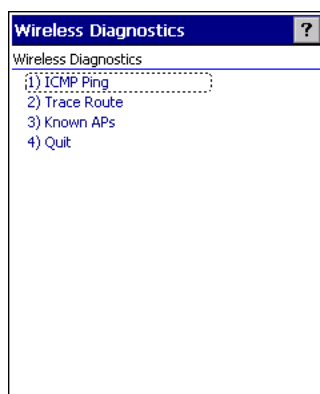 Wireless Diagnostics ?
Wireless Diagnostics
1) ICMP Ping
2) Trace Route
3) Known APs
4) Quit